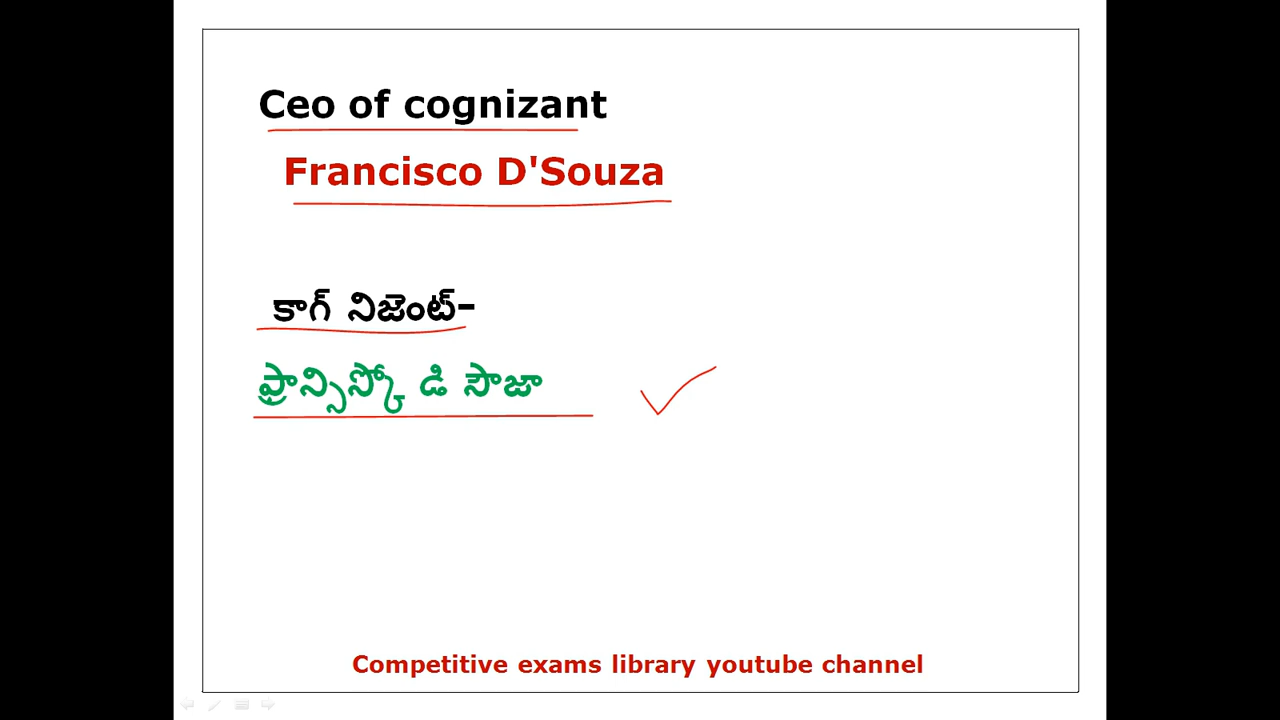 Ceo of cognizant
Francisco D'Souza
కాగ్ నిజెంట్-
ఫ్రాన్సిస్కో డి సౌజా
Competitive exams library youtube channel